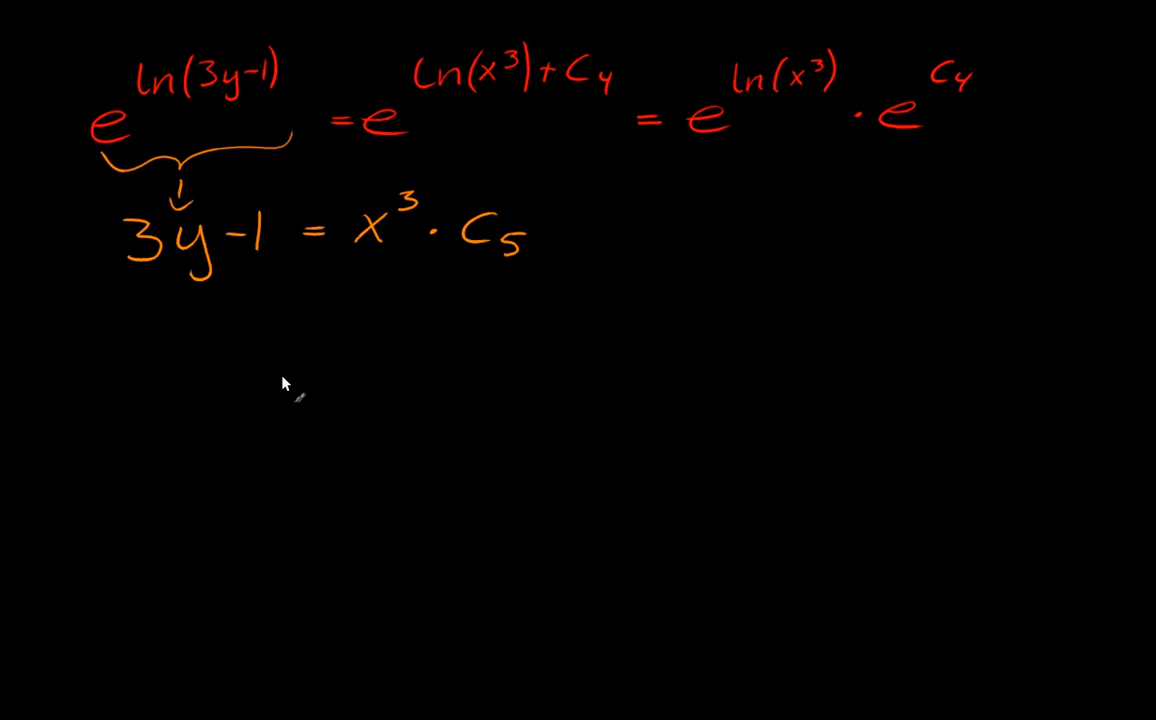 e^{ln(3y-1)} = e^{ln(x^3)+C_4} = e^{ln(x^3)} · e^{C_4}
3y-1 = x^3 · C_5